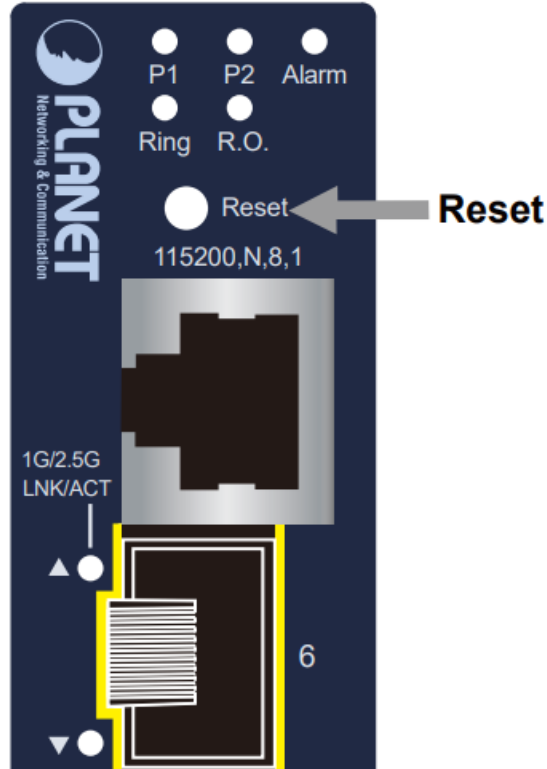 P1 P2 Alarm
Ring R.O.
PLANET
Networking & Communication
Reset Reset
115200,N,8,1
1G/2.5G
LNK/ACT
6